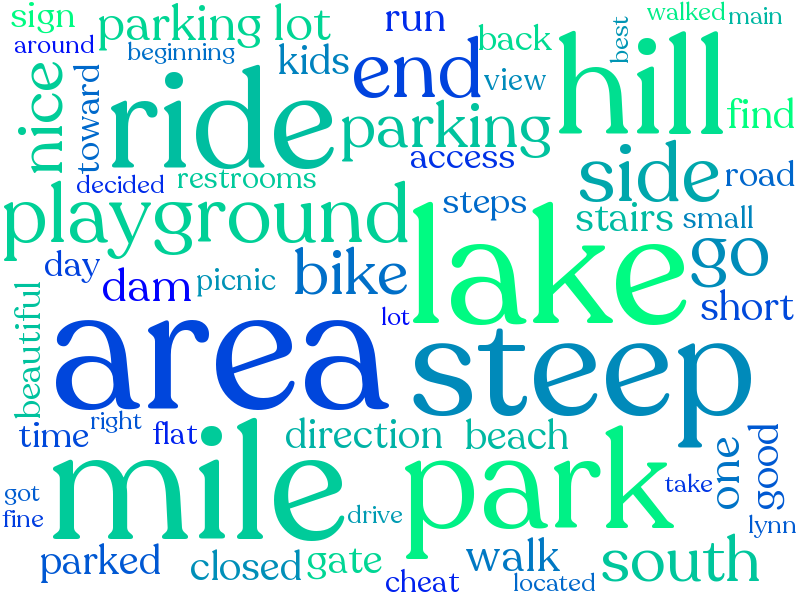 sign
parking lot
run
walked
main
around
beginning
kids
back
best
nice
toward
ride
end
view
hill
find
parking
access
decided
restrooms
side
road
playground
steps
stairs
small
lake
go
day
dam
picnic
bike
short
beautiful
lot
area
steep
time
right
flat
direction
beach
mile
park
one
good
take
got
fine
drive
lynn
parked
closed
gate
walk
south
cheat
located